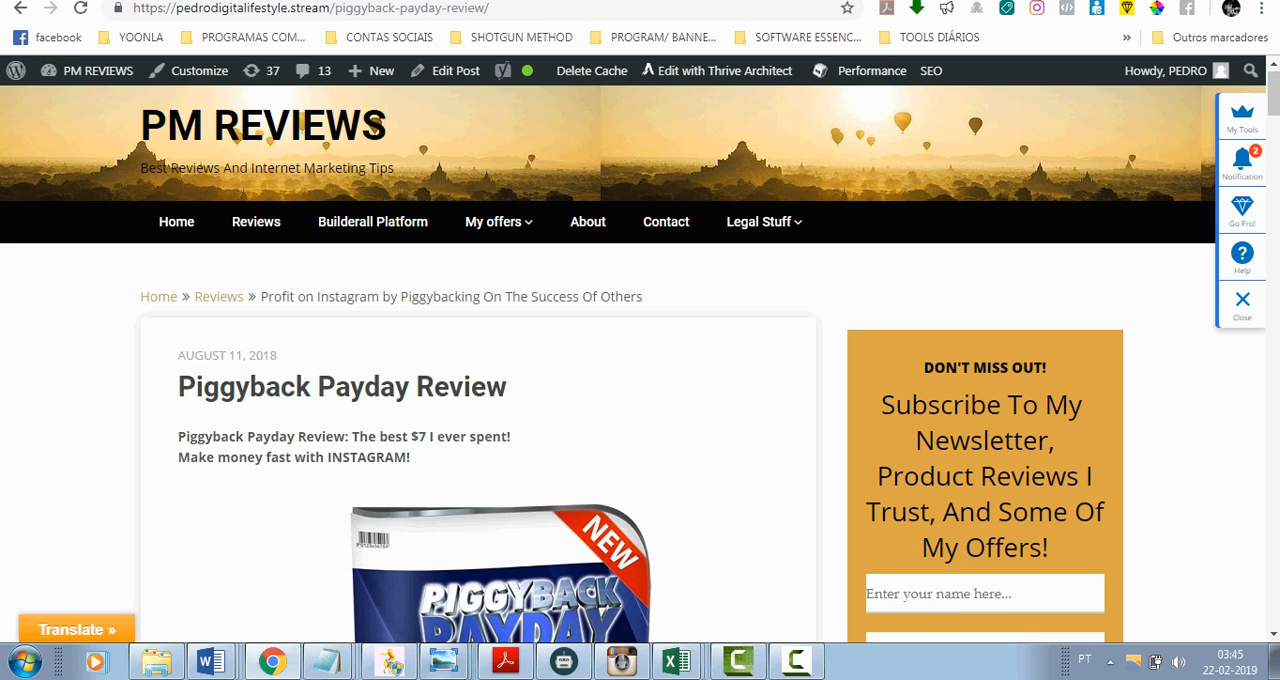 https://pedrodigitalifestyle.stream/piggyback-payday-review/
facebook YOONLA PROGRAMAS COM... CONTAS SOCIAIS SHOTGUN METHOD PROGRAM/ BANNE... SOFTWARE ESSENC... TOOLS DIÁRIOS » Outros marcadores
PM REVIEWS Customize 37 13 New Edit Post Delete Cache Edit with Thrive Architect Performance SEO Howdy, PEDRO
PM REVIEWS
Best Reviews And Internet Marketing Tips
Home Reviews Builderall Platform My offers About Contact Legal Stuff
My Tools
2
Notification
Go Pro!
Help
Close
Home » Reviews » Profit on Instagram by Piggybacking On The Success Of Others
AUGUST 11, 2018
Piggyback Payday Review
Piggyback Payday Review: The best $7 I ever spent!
Make money fast with INSTAGRAM!
NEW
PIGGYBACK
PAYDAY
DON'T MISS OUT!
Subscribe To My
Newsletter,
Product Reviews I
Trust, And Some Of
My Offers!
Enter your name here...
Translate »
PT
03:45
22-02-2019